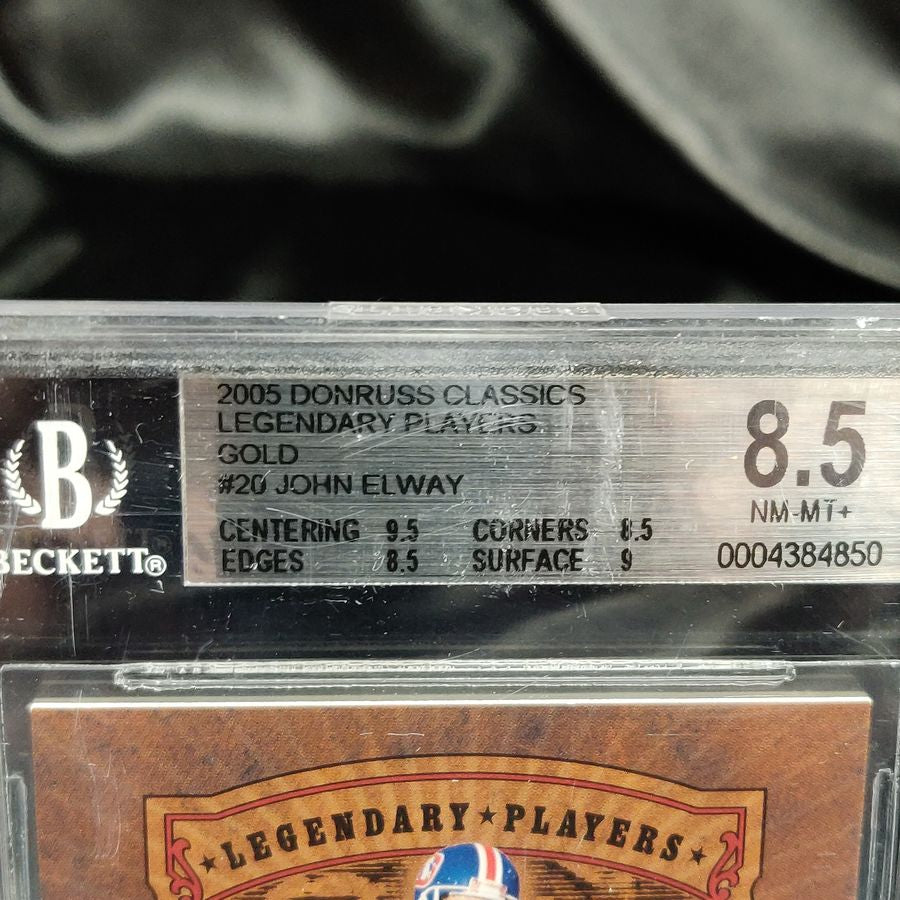 2005 DONRUSS CLASSICS
LEGENDARY PLAYERS
GOLD
#20 JOHN ELWAY
CENTERING 9.5 CORNERS 8.5
EDGES 8.5 SURFACE 9
8.5
NM-MT+
0004384850
B
BECKETT®
★LEGENDARY★PLAYERS★